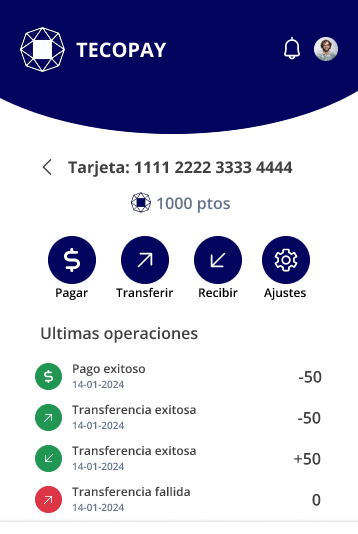 TECOPAY
Tarjeta: 1111 2222 3333 4444
1000 ptos
Pagar Transferir Recibir Ajustes
Ultimas operaciones
Pago exitoso
14-01-2024
-50
Transferencia exitosa
14-01-2024
-50
Transferencia exitosa
14-01-2024
+50
Transferencia fallida
14-01-2024
0